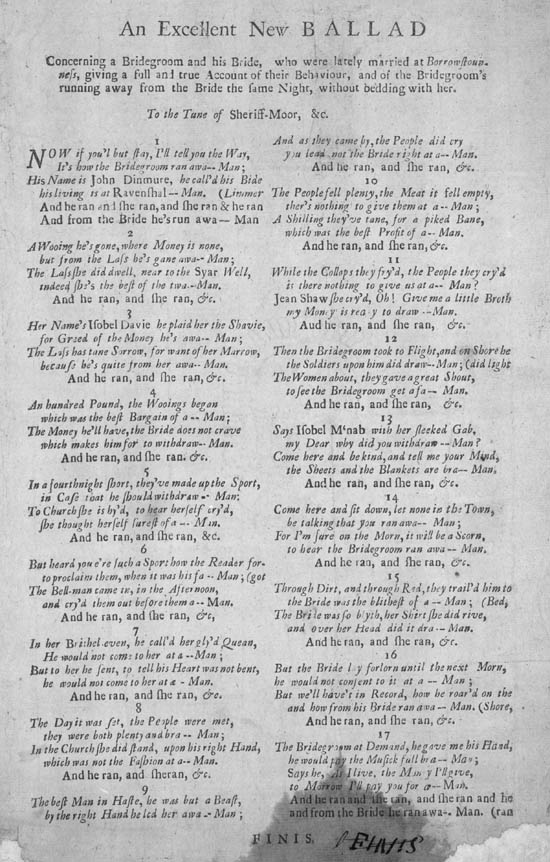 An Excellent New BALLAD
Concerning a Bridegroom and his Bride, who were lately married at Borrowſtoun-
neſs, giving a full and true Account of their Behaviour, and of the Bridegroom's
running away from the Bride the ſame Night, without bedding with her.
To the Tune of Sheriff-Moor, &c.
1
NOW if you'l but ſtay, I'll tell you the Way,
It's how the Bridegroom ran awa-- Man;
His Name is John Dinmure, he call'd his Bide
his living is at Ravenſhal-- Man. (Limmer
And he ran and ſhe ran, and ſhe ran & he ran
And from the Bride he's run awa-- Man
2
A Wooing he's gone, where Money is none,
but from the Laſs he's gane awa- Man;
The Laſs ſhe did dwell, near to the Syar Well,
indeed ſhe's the beſt of the twa-Man.
And he ran, and ſhe ran, &c.
3
Her Name's Iſobel Davie he plaid her the Shavie,
for Greed of the Money he's awa-- Man;
The Laſs has tane Sorrow, for want of her Marrow,
becauſe he's quite from her awa-- Man.
And he ran, and ſhe ran, &c.
4
An hundred Pound, the Wooings began
which was the beſt Bargain of a-- Man;
The Money he'll have, the Bride does not crave
which makes him for to withdraw-- Man.
And he ran, and ſhe ran. &c.
5
In a fourthnight ſhort, they've made up the Sport,
in Caſe that he ſhould withdraw-- Man.
To Church ſhe is hy'd, to hear herſelf cry'd,
ſhe thought herſelf ſureſt of a-- Man.
And he ran, and ſhe ran, &c.
6
But heard you e're ſuch a Sport how the Reader for-
to proclaim them, when it was his fa-- Man; (got
The Bell-man came in, in the Afternoon,
and cry'd them out before them a-- Man.
And he ran, and ſhe ran, &c,
7
In her Brithel-even, he call'd her gly'd Quean,
He would not come to her at a--Man;
But to her he ſent, to tell his Heart was not bent,
he would not come to her at a - Man.
And he ran, and ſhe ran, &c.
8
The Day it was ſet, the People were met,
they were both plenty and bra-- Man;
In the Church ſhe did ſtand, upon his right Hand,
which was not the Faſhion at a--Man.
And he ran, and ſheran, &c.
9
The beſt Man in Haſte, he was but a Beaſt,
by the right Hand he led her awa - Man;
And as they came by, the People did cry
you lead not the Bride right at a-- Man.
And he ran, and ſhe ran, &c.
10
The People fell plenty, the Meat it fell empty,
ther's nothing to give them at a-- Man;
A Shilling they've tane, for a piked Bane,
which was the beſt Profit of a-- Man.
And he ran, and ſhe ran, &c.
11
While the Collops they fry'd, the People they cry'd
is there nothing to give us at a-- Man?
Jean Shaw ſhe cry'd, Oh! Give me a little Broth
my Money is ready to draw --Man.
Aud he ran, and ſhe ran, &c.
12
Then the Bridegroom took to Flight, and on Shore he
the Soldiers upon him did draw-- Man; (did light
The Women about, they gave a great Shout,
to ſee the Bridegroom get a fa-- Man.
And he ran, and ſhe ran, &c.
13
Says Iſobel M'nab with her ſleeked Gab,
my Dear why did you withdraw-- Man?
Come here and be kind, and tell me your Mind,
the Sheets and the Blankets are bra-- Man.
And he ran, and ſhe ran, &c.
14
Come here and ſit down, let none in the Town,
be talking that you ran awa-- Man;
For I'm ſure on the Morn, it will be a Scorn,
to hear the Bridegroom ran awa -- Man.
And he ran, and ſhe ran, &c.
15
Through Dirt, and through Red, they trail'd him to
the Bride was the blitheſt of a-- Man; (Bed,
The Bride was ſo blyth, her Shirt ſhe did rive,
and over her Head did it dra-- Man.
And he ran, and ſhe ran, &c.
16
But the Bride lay forlorn until the next Morn,
he would not conſent to it at a-- Man;
But we'll have't in Record, how he roar'd on the
and how from his Bride ran awa-- Man. (Shore,
And he ran, and ſhe ran, &c.
17
The Bridegroom at Demand, he gave me his Hand,
he would pay the Muſick full bra-- Man;
Says he, As I live, the Money I'll give,
to Morrow I'll pay you for a-- Man.
And he ran and ſhe ran, and ſhe ran and he
and from the Bride he ran awa-- Man. (ran
FINIS.
FINIS